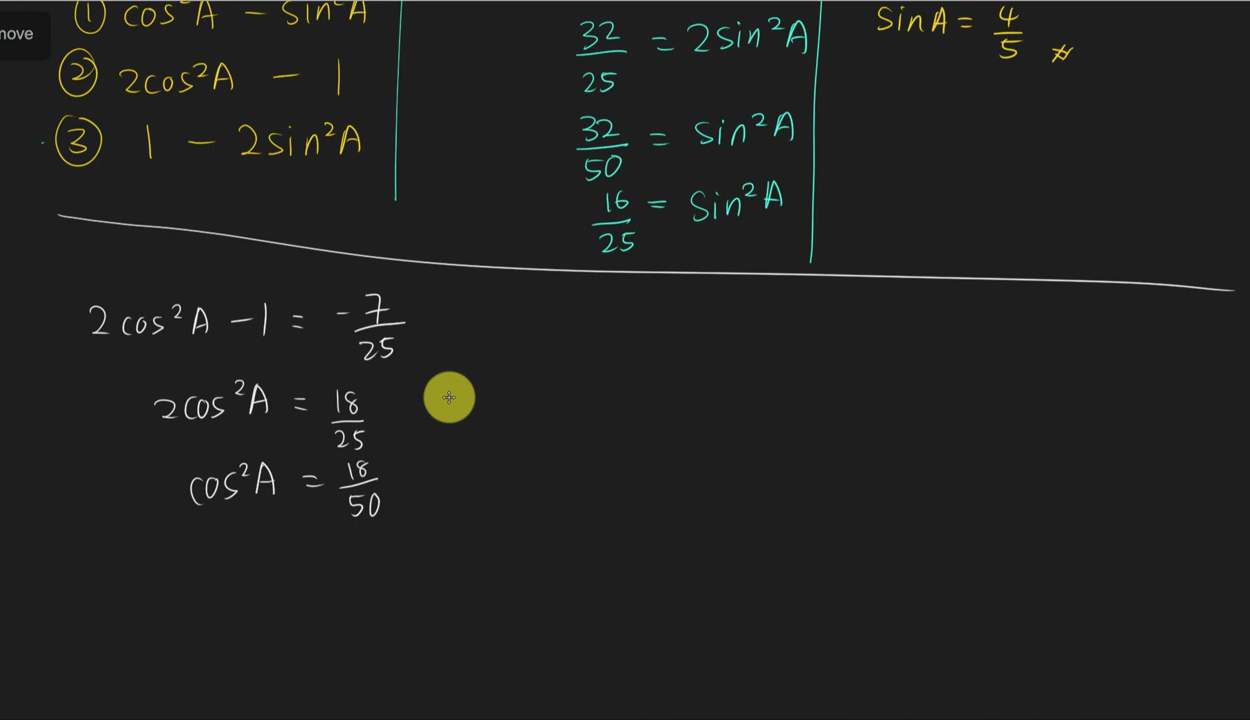 move
① cos²A - sin²A
② 2cos²A - 1
③ 1 - 2sin²A
32/25 = 2sin²A
32/50 = sin²A
16/25 = sin²A
sinA = 4/5
2cos²A - 1 = -7/25
2cos²A = 18/25
cos²A = 18/50